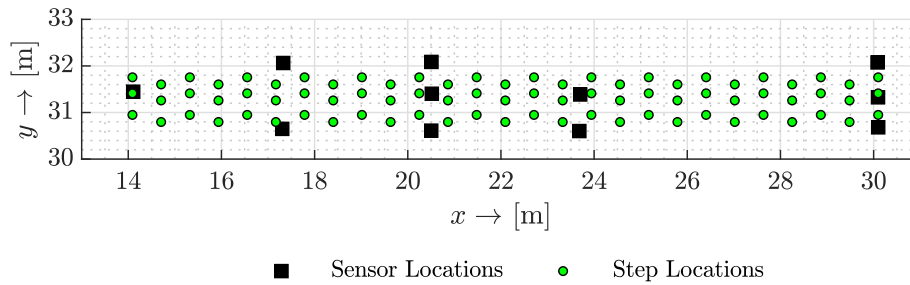 33
32
31
30
y → [m]
14 16 18 20 22 24 26 28 30
x → [m]
Sensor Locations Step Locations